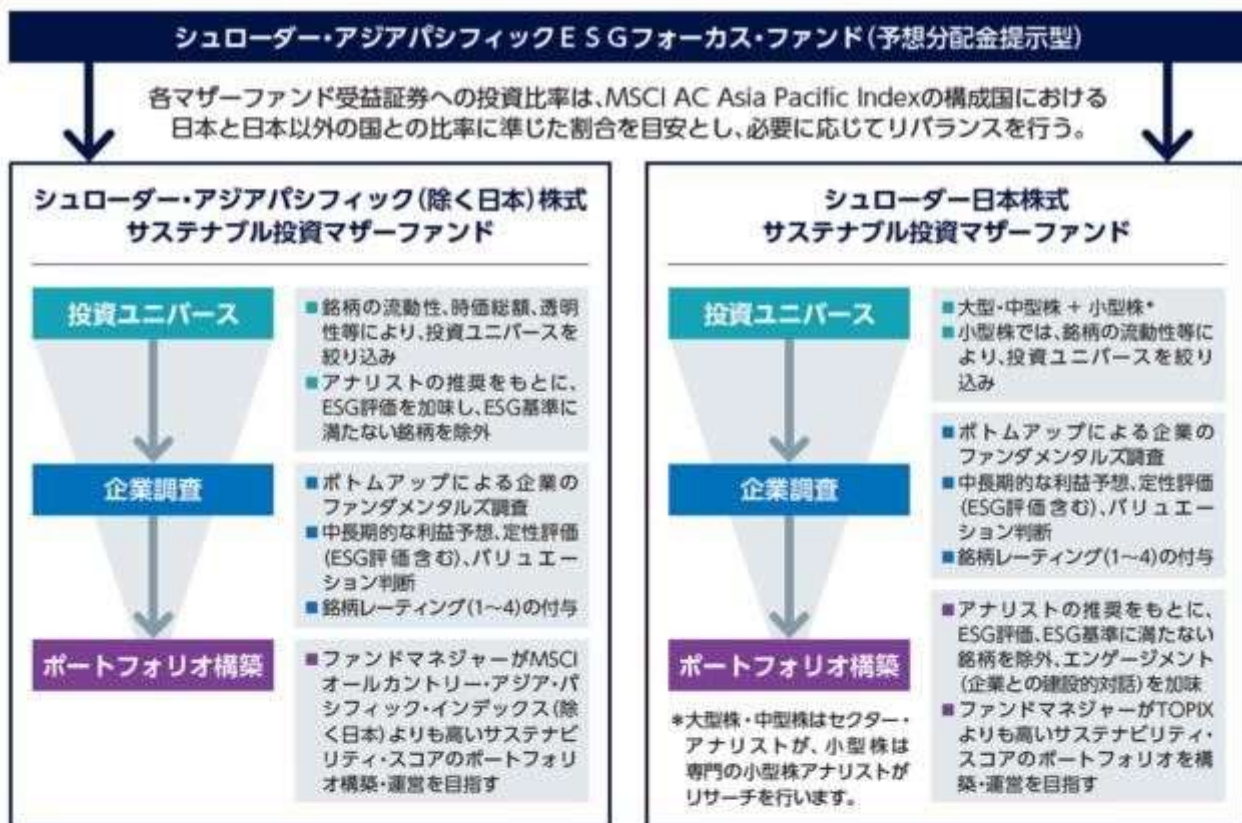 シュローダー・アジアパシフィックＥＳＧフォーカス・ファンド(予想分配金提示型)
各マザーファンド受益証券への投資比率は、MSCI AC Asia Pacific Indexの構成国における
日本と日本以外の国との比率に準じた割合を目安とし、必要に応じてリバランスを行う。
シュローダー・アジアパシフィック(除く日本)株式
サステナブル投資マザーファンド
投資ユニバース
■銘柄の流動性、時価総額、透明
性等により、投資ユニバースを
絞り込み
■アナリストの推奨をもとに、
ESG評価を加味し、ESG基準に
満たない銘柄を除外
企業調査
■ボトムアップによる企業の
ファンダメンタルズ調査
■中長期的な利益予想、定性評価
(ESG評価含む)、バリュエー
ション判断
■銘柄レーティング(1～4)の付与
ポートフォリオ構築
■ファンドマネジャーがMSCI
オールカントリー・アジア・パ
シフィック・インデックス(除
く日本)よりも高いサステナビ
リティ・スコアのポートフォリ
オ構築・運営を目指す
シュローダー日本株式
サステナブル投資マザーファンド
投資ユニバース
■大型・中型株 + 小型株*
■小型株では、銘柄の流動性等に
より、投資ユニバースを絞り
込み
企業調査
■ボトムアップによる企業の
ファンダメンタルズ調査
■中長期的な利益予想、定性評価
(ESG評価含む)、バリュエー
ション判断
■銘柄レーティング(1～4)の付与
ポートフォリオ構築
■アナリストの推奨をもとに、
ESG評価、ESG基準に満たない
銘柄を除外、エンゲージメント
(企業との建設的対話)を加味
■ファンドマネジャーがTOPIX
よりも高いサステナビリティ・
スコアのポートフォリオを構
築・運営を目指す
*大型株・中型株はセクター・
アナリストが、小型株は
専門の小型株アナリストが
リサーチを行います。